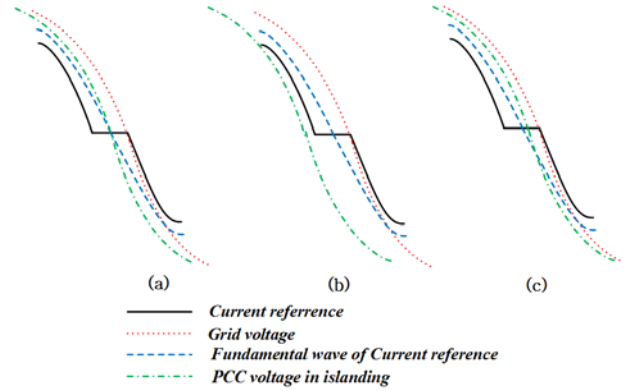 (a) (b) (c)
Current referrence
Grid voltage
Fundamental wave of Current reference
PCC voltage in islanding